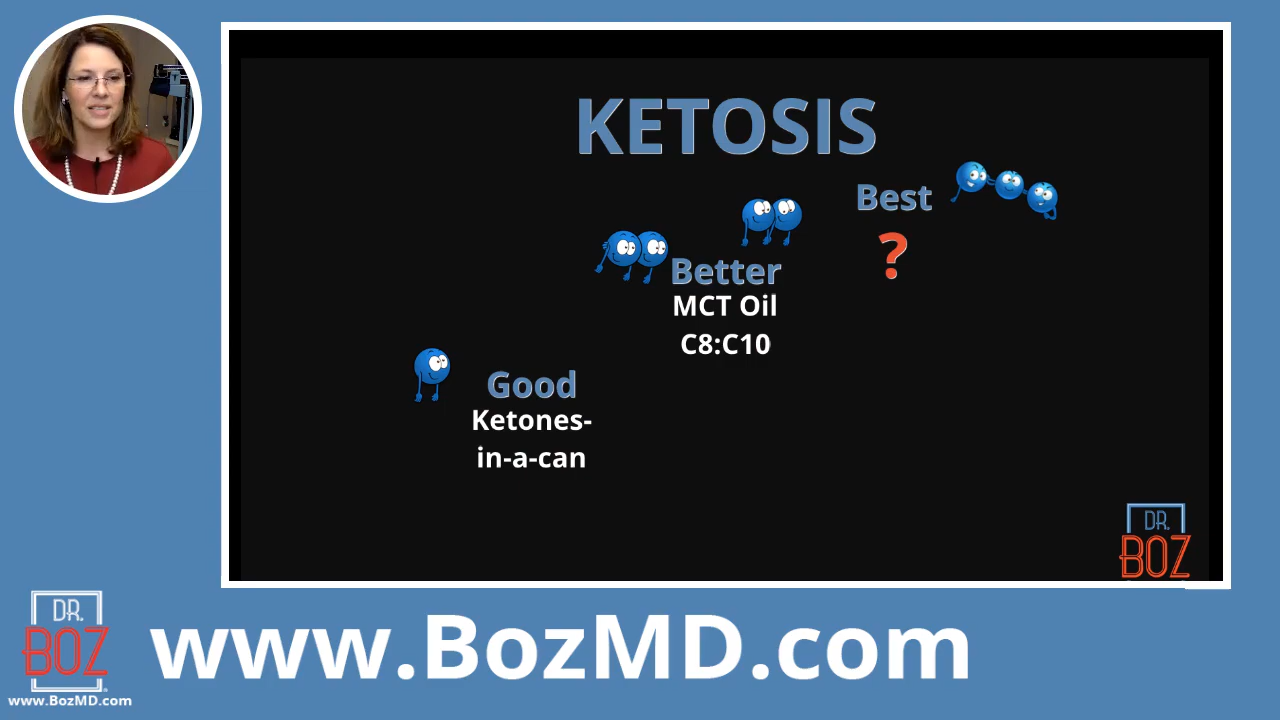 KETOSIS
Best
?
Better
MCT Oil
C8:C10
Good
Ketones-
in-a-can
DR.
BOZ
DR.
BOZ
www.BozMD.com
www.BozMD.com